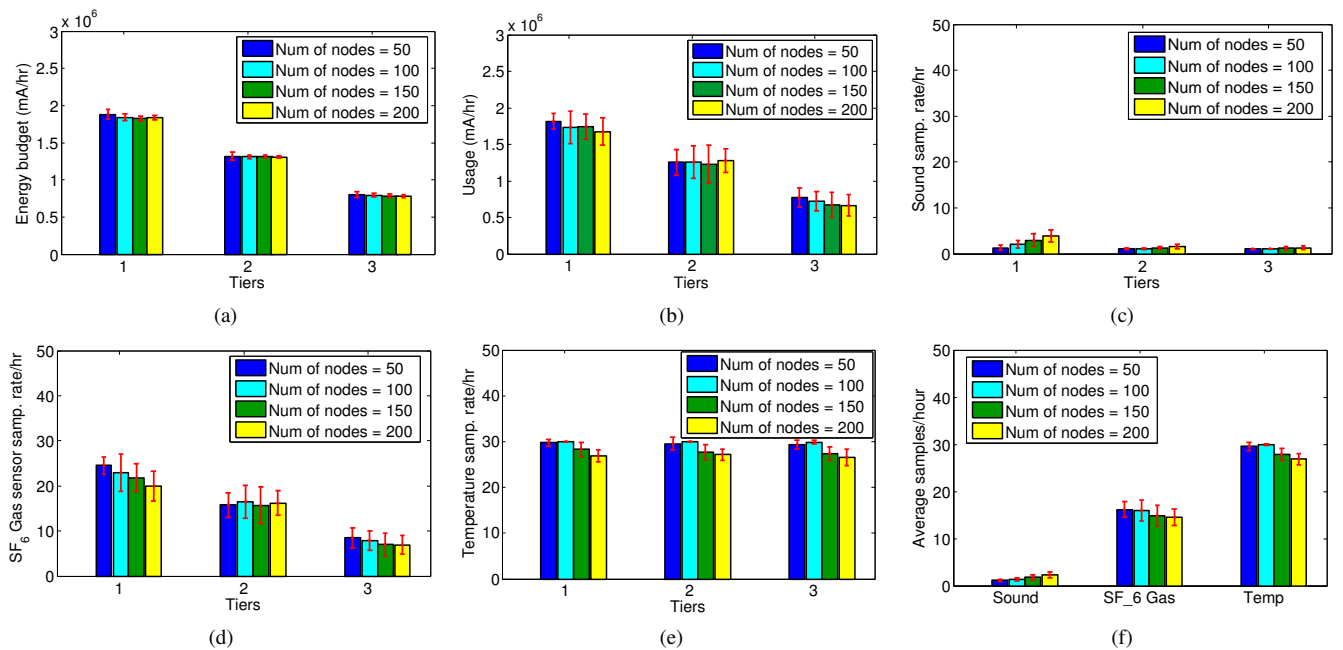 x 10^6
Energy budget (mA/hr)
3
2.5
2
1.5
1
0.5
0
1
2
3
Tiers
Num of nodes = 50
Num of nodes = 100
Num of nodes = 150
Num of nodes = 200
(a)
x 10^6
Usage (mA/hr)
3
2.5
2
1.5
1
0.5
0
1
2
3
Tiers
Num of nodes = 50
Num of nodes = 100
Num of nodes = 150
Num of nodes = 200
(b)
Sound samp. rate/hr
50
40
30
20
10
0
1
2
3
Tiers
Num of nodes = 50
Num of nodes = 100
Num of nodes = 150
Num of nodes = 200
(c)
SF6 Gas sensor samp. rate/hr
50
40
30
20
10
0
1
2
3
Tiers
Num of nodes = 50
Num of nodes = 100
Num of nodes = 150
Num of nodes = 200
(d)
Temperature samp. rate/hr
50
40
30
20
10
0
1
2
3
Tiers
Num of nodes = 50
Num of nodes = 100
Num of nodes = 150
Num of nodes = 200
(e)
Average samples/hour
50
40
30
20
10
0
Sound
SF_6 Gas
Temp
Num of nodes = 50
Num of nodes = 100
Num of nodes = 150
Num of nodes = 200
(f)